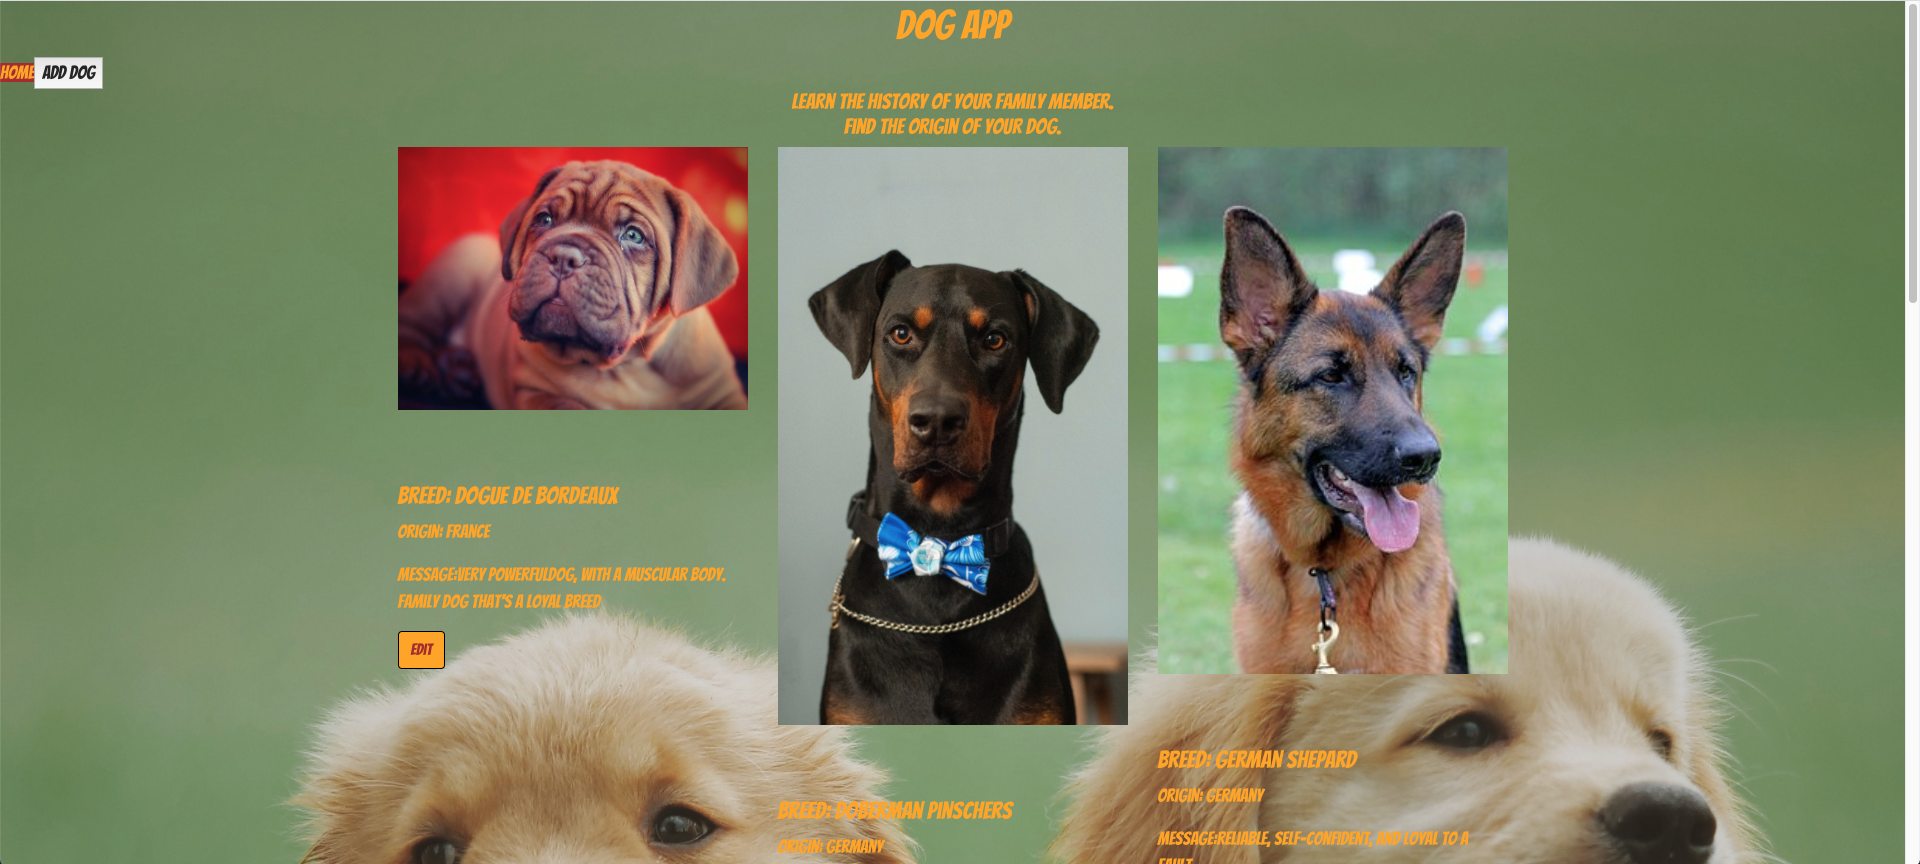 DOG APP
HOME ADD DOG
LEARN THE HISTORY OF YOUR FAMILY MEMBER.
FIND THE ORIGIN OF YOUR DOG.
BREED: DOGUE DE BORDEAUX
ORIGIN: FRANCE
MESSAGE:VERY POWERFULDOG, WITH A MUSCULAR BODY.
FAMILY DOG THAT'S A LOYAL BREED
EDIT
BREED: DOBERMAN PINSCHERS
ORIGIN: GERMANY
BREED: GERMAN SHEPARD
ORIGIN: GERMANY
MESSAGE:RELIABLE, SELF-CONFIDENT, AND LOYAL TO A
FAULT